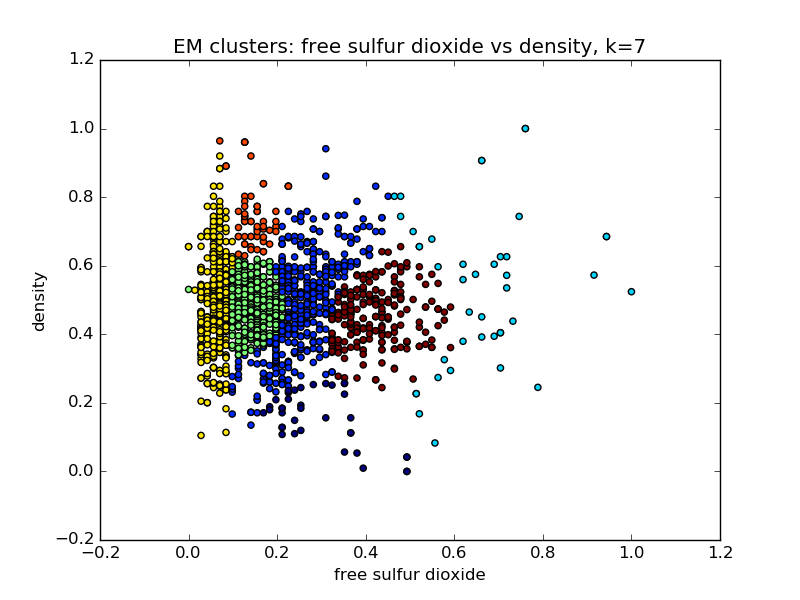 EM clusters: free sulfur dioxide vs density, k=7
1.2
1.0
0.8
0.6
0.4
0.2
0.0
−0.2
density
−0.2 0.0 0.2 0.4 0.6 0.8 1.0 1.2
free sulfur dioxide